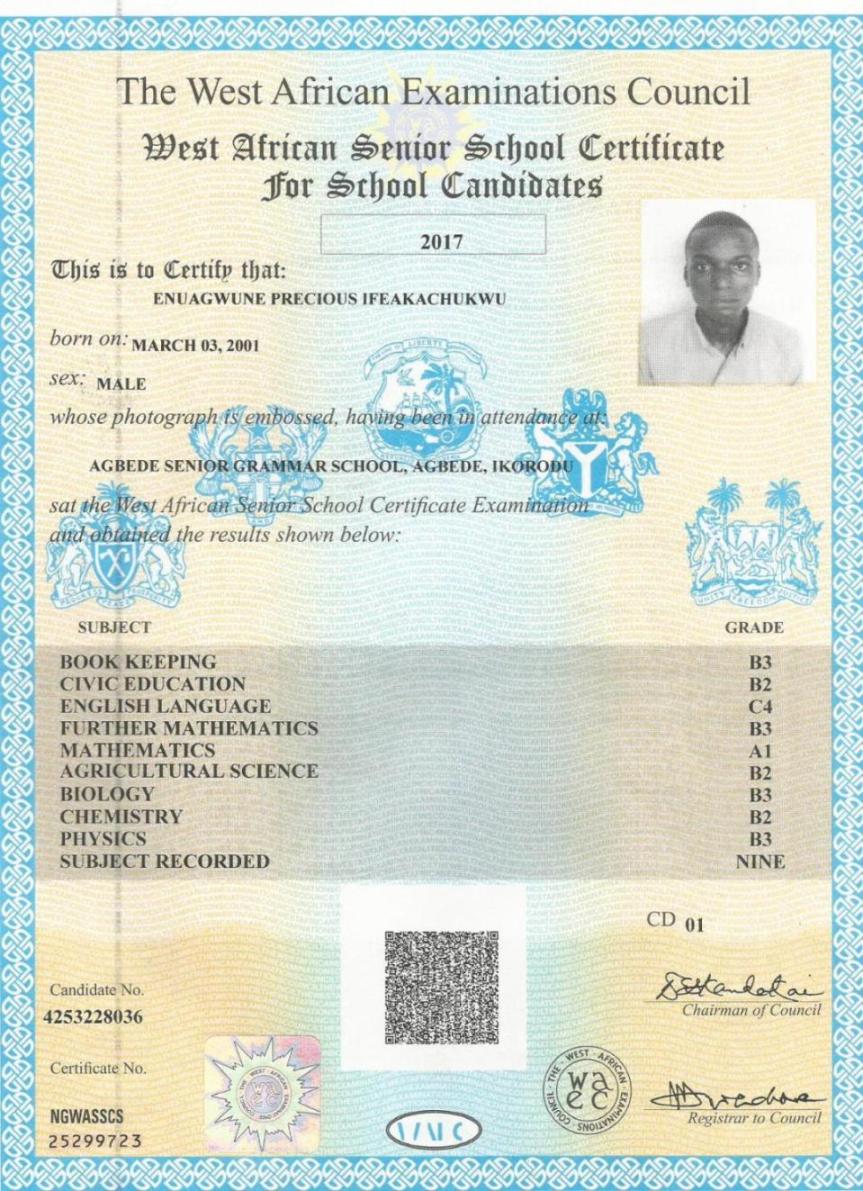 The West African Examinations Council
West African Senior School Certificate
For School Candidates
2017
This is to Certify that:
ENUAGWUNE PRECIOUS IFEAKACHUKWU
born on: MARCH 03, 2001
sex: MALE
whose photograph is embossed, having been in attendance at:
AGBEDE SENIOR GRAMMAR SCHOOL, AGBEDE, IKORODU
sat the West African Senior School Certificate Examination
and obtained the results shown below:
SUBJECT GRADE
BOOK KEEPING B3
CIVIC EDUCATION B2
ENGLISH LANGUAGE C4
FURTHER MATHEMATICS B3
MATHEMATICS A1
AGRICULTURAL SCIENCE B2
BIOLOGY B3
CHEMISTRY B2
PHYSICS B3
SUBJECT RECORDED NINE
CD 01
Candidate No.
4253228036
Chairman of Council
Certificate No.
NGWASSCS
25299723
THE WEST AFRICAN EXAMINATIONS COUNCIL
waec
Registrar to Council